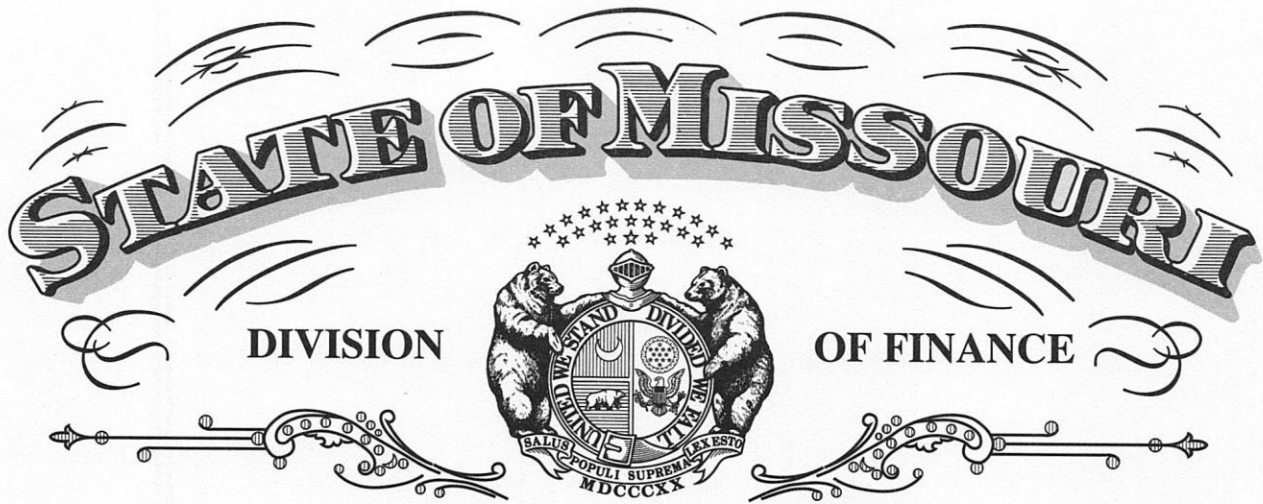 STATE OF MISSOURI
DIVISION OF FINANCE
UNITED WE STAND DIVIDED WE FALL
SALUS POPULI SUPREMA LEX ESTO
MDCCCXX